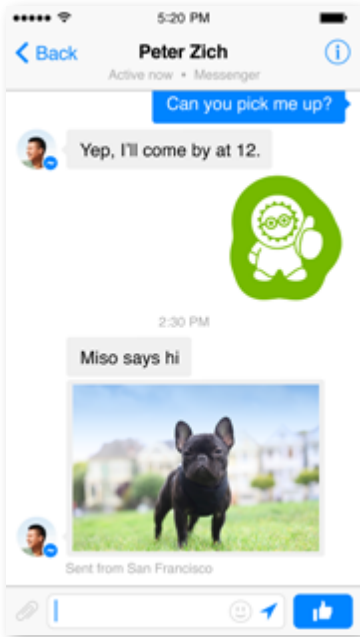 5:20 PM
Back
Peter Zich
Active now • Messenger
Can you pick me up?
Yep, I'll come by at 12.
2:30 PM
Miso says hi
Sent from San Francisco